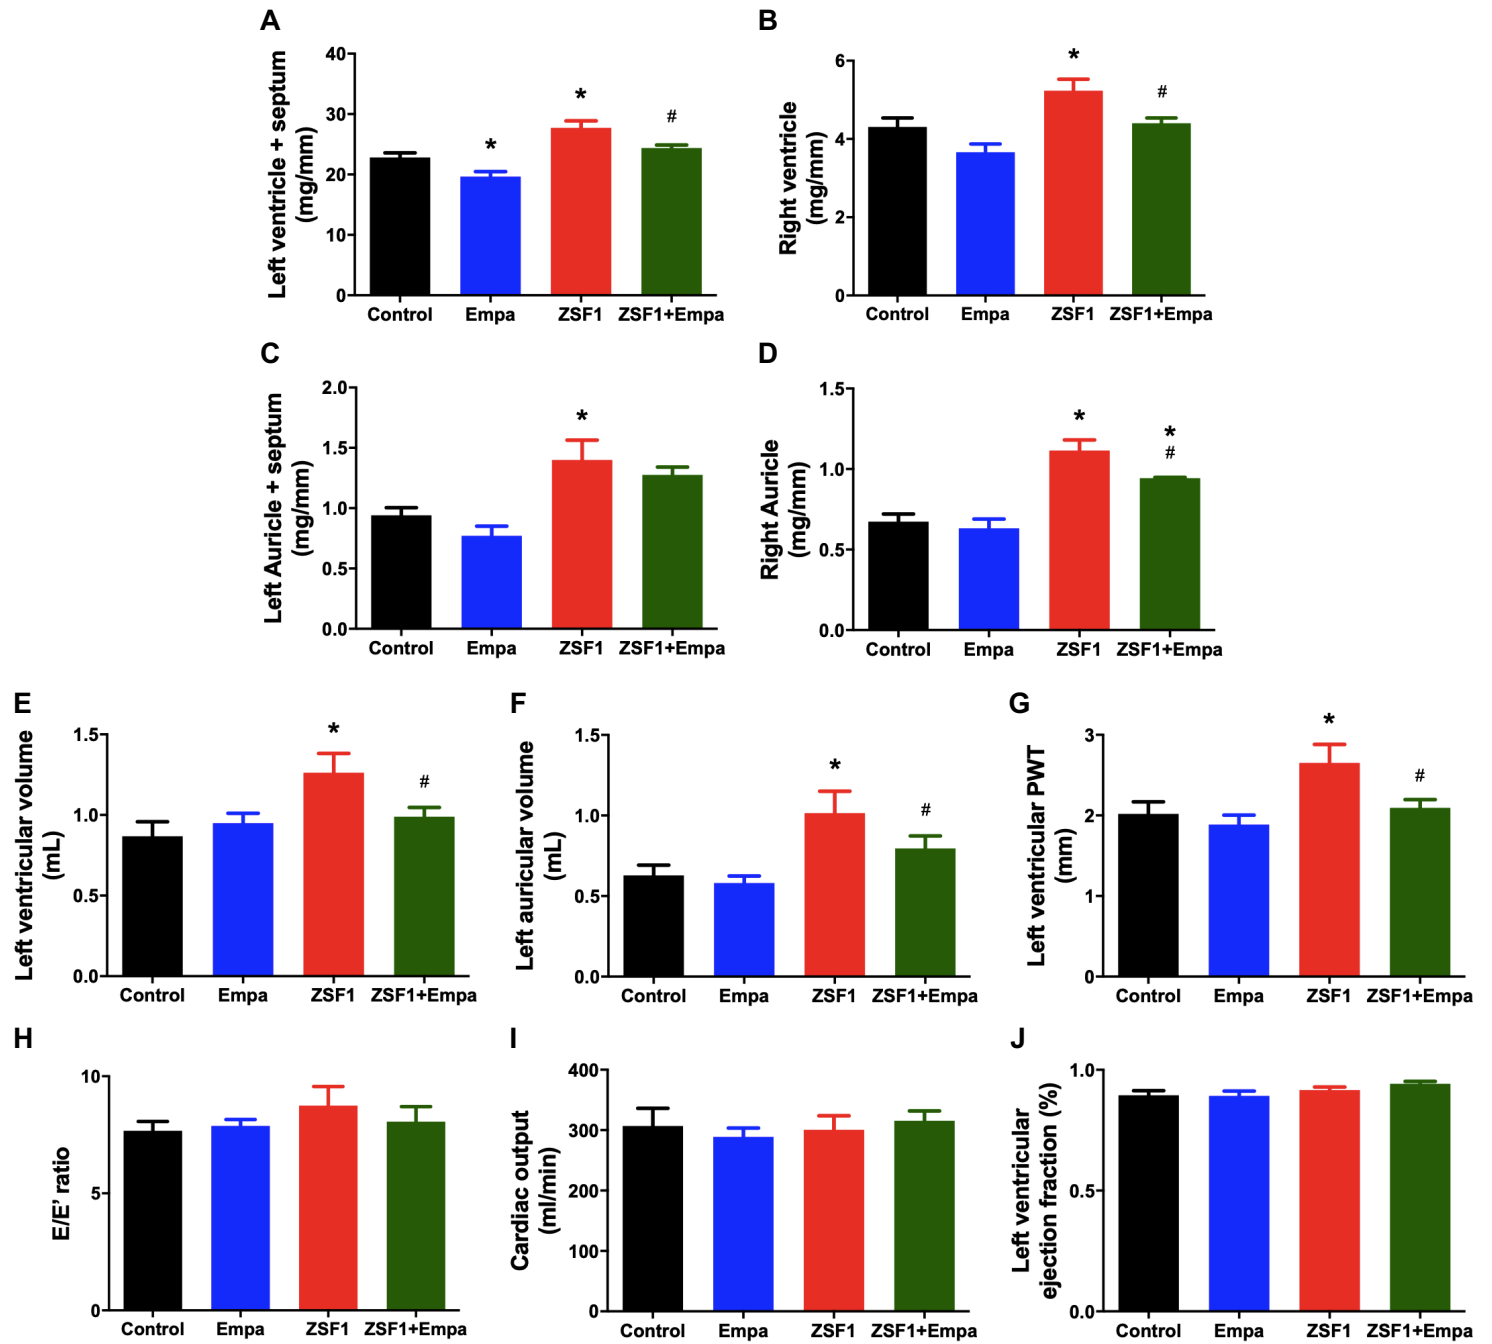 A
Left ventricle + septum
(mg/mm)
40
30
20
10
0
*
*
#
Control Empa ZSF1 ZSF1+Empa
B
Right ventricle
(mg/mm)
6
4
2
0
*
#
Control Empa ZSF1 ZSF1+Empa
C
Left Auricle + septum
(mg/mm)
2.0
1.5
1.0
0.5
0.0
*
Control Empa ZSF1 ZSF1+Empa
D
Right Auricle
(mg/mm)
1.5
1.0
0.5
0.0
*
*
#
Control Empa ZSF1 ZSF1+Empa
E
Left ventricular volume
(mL)
1.5
1.0
0.5
0.0
*
#
Control Empa ZSF1 ZSF1+Empa
F
Left auricular volume
(mL)
1.5
1.0
0.5
0.0
*
#
Control Empa ZSF1 ZSF1+Empa
G
Left ventricular PWT
(mm)
3
2
1
0
*
#
Control Empa ZSF1 ZSF1+Empa
H
E/E’ ratio
10
5
0
Control Empa ZSF1 ZSF1+Empa
I
Cardiac output
(ml/min)
400
300
200
100
0
Control Empa ZSF1 ZSF1+Empa
J
Left ventricular
ejection fraction (%)
1.0
0.5
0.0
Control Empa ZSF1 ZSF1+Empa